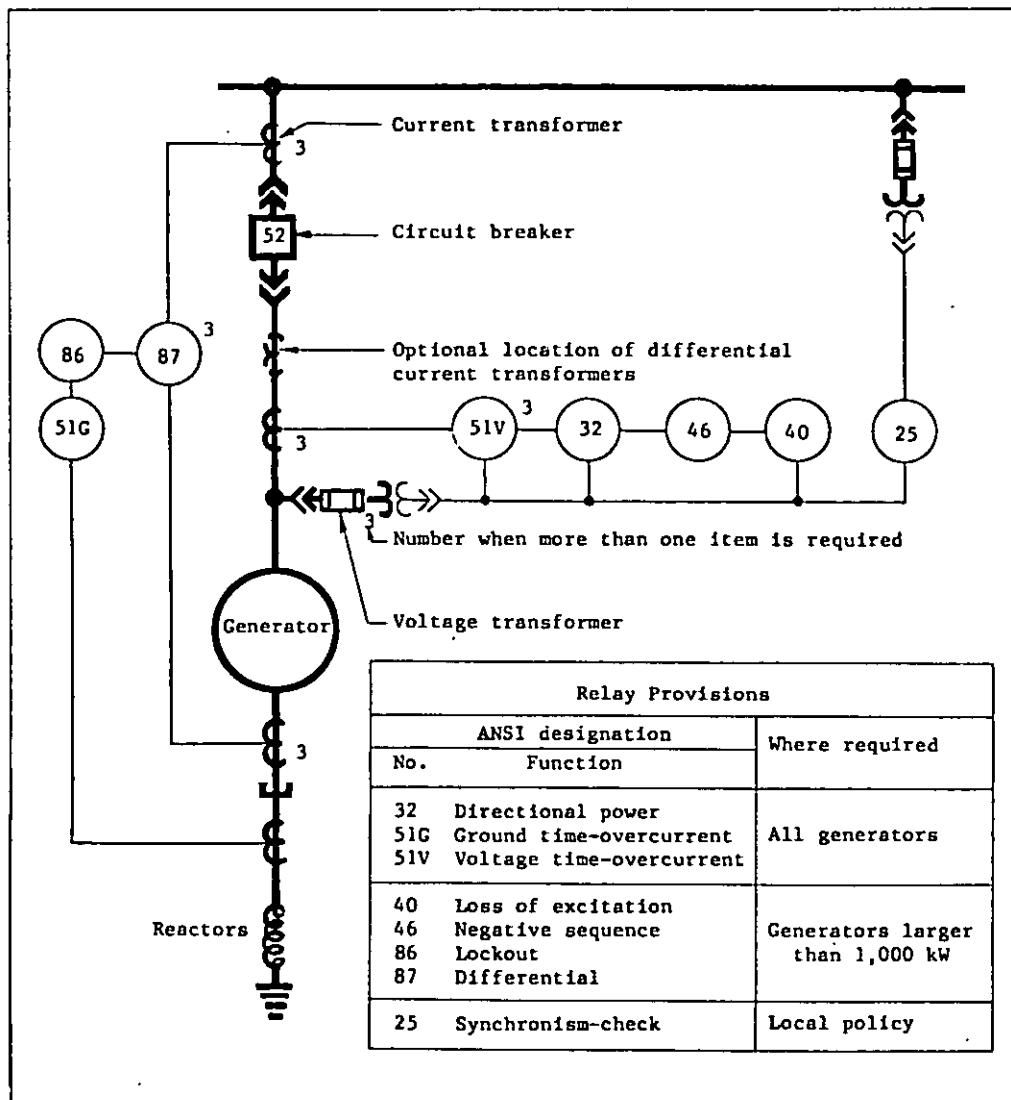 Current transformer
3
52
Circuit breaker
3
86
87
Optional location of differential
current transformers
51G
3
51V
3
32
46
40
25
3
Number when more than one item is required
Generator
Voltage transformer
3
Reactors
Relay Provisions
ANSI designation
Where required
No. Function
32 Directional power
51G Ground time-overcurrent
51V Voltage time-overcurrent
All generators
40 Loss of excitation
46 Negative sequence
86 Lockout
87 Differential
Generators larger
than 1,000 kW
25 Synchronism-check
Local policy